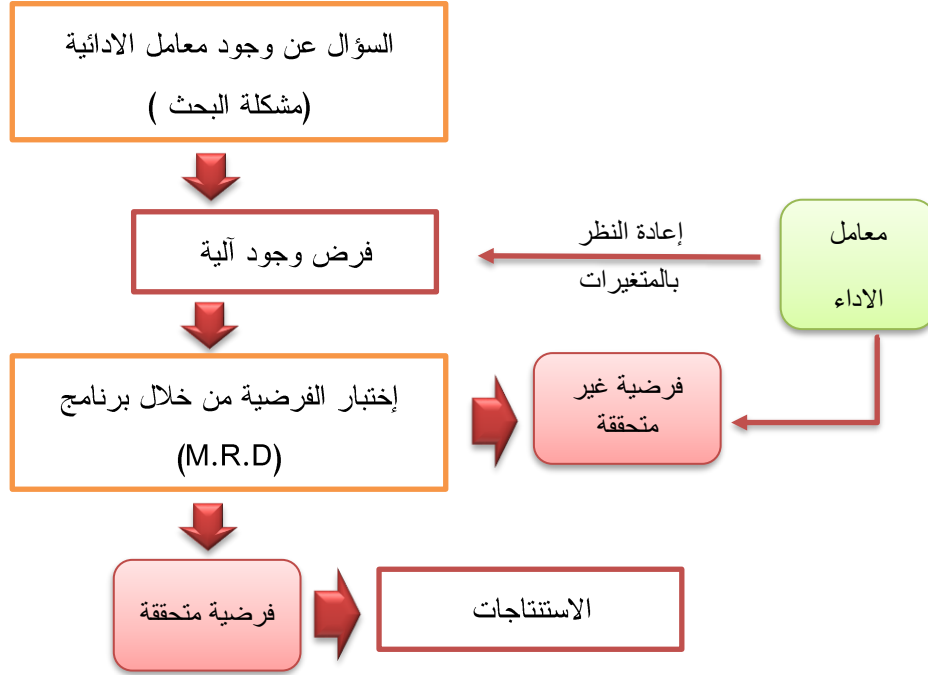 السؤال عن وجود معامل الادائية
(مشكلة البحث )
فرض وجود آلية
إعادة النظر
بالمتغيرات
معامل
الاداء
إختبار الفرضية من خلال برنامج
(M.R.D)
فرضية غير
متحققة
فرضية متحققة
الاستنتاجات